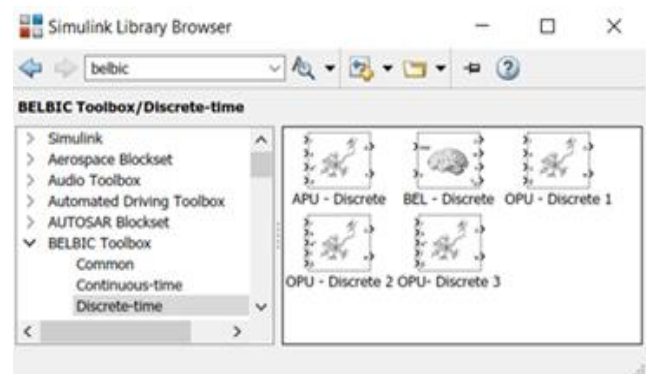 Simulink Library Browser
belbic
BELBIC Toolbox/Discrete-time
Simulink
Aerospace Blockset
Audio Toolbox
Automated Driving Toolbox
AUTOSAR Blockset
BELBIC Toolbox
Common
Continuous-time
Discrete-time
APU - Discrete BEL - Discrete OPU - Discrete 1
OPU - Discrete 2 OPU- Discrete 3